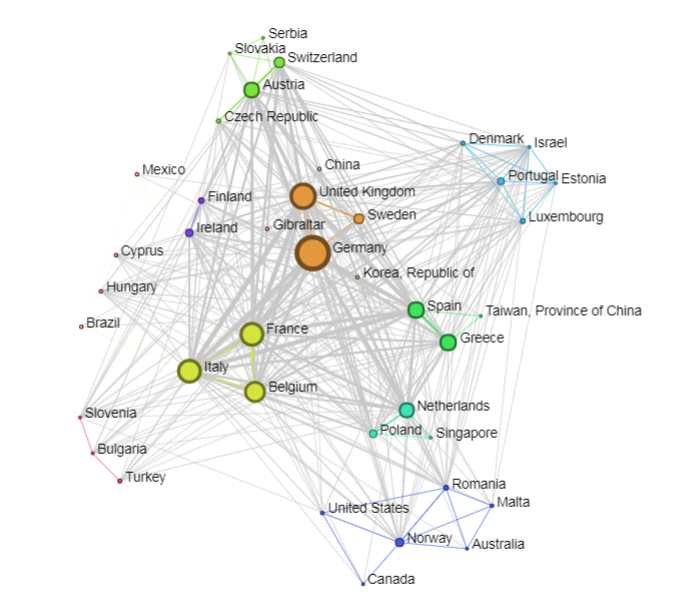 Serbia
Slovakia
Switzerland
Austria
Czech Republic
Denmark
Israel
China
Mexico
Portugal
Estonia
United Kingdom
Finland
Sweden
Luxembourg
Gibraltar
Ireland
Germany
Cyprus
Korea, Republic of
Hungary
Spain
Taiwan, Province of China
Brazil
France
Greece
Italy
Belgium
Netherlands
Slovenia
Poland
Singapore
Bulgaria
Turkey
Romania
Malta
United States
Norway
Australia
Canada